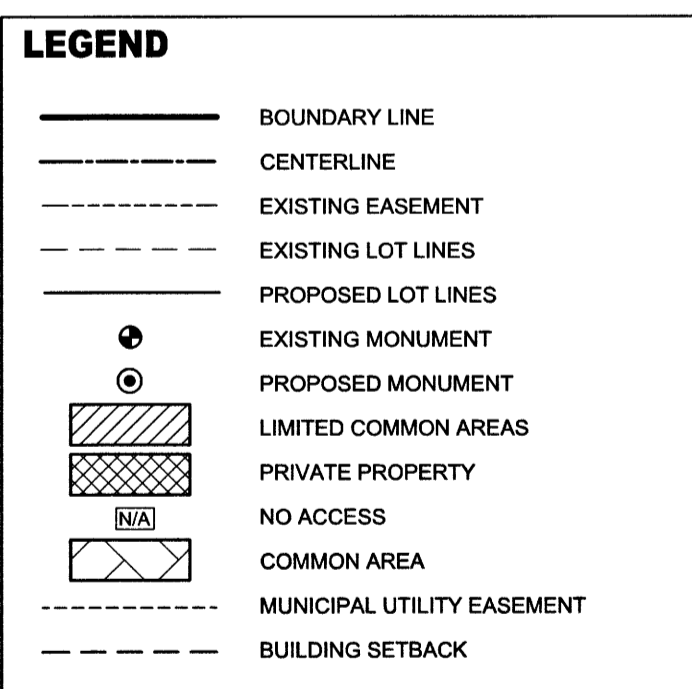 LEGEND
BOUNDARY LINE
CENTERLINE
EXISTING EASEMENT
EXISTING LOT LINES
PROPOSED LOT LINES
EXISTING MONUMENT
PROPOSED MONUMENT
LIMITED COMMON AREAS
PRIVATE PROPERTY
N/A NO ACCESS
COMMON AREA
MUNICIPAL UTILITY EASEMENT
BUILDING SETBACK